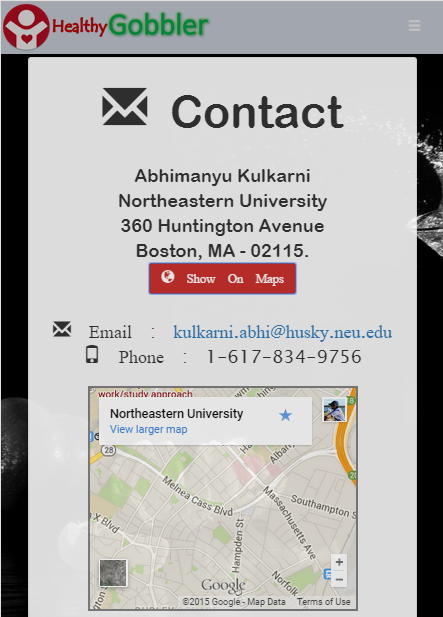 HealthyGobbler
Contact
Abhimanyu Kulkarni
Northeastern University
360 Huntington Avenue
Boston, MA - 02115.
Show On Maps
Email : kulkarni.abhi@husky.neu.edu
Phone : 1-617-834-9756
work/study approach
Northeastern University
View larger map
28
Albany
Melnea Cass Blvd
Southampton S
Massachusetts Ave
a X Blvd
Hampden St
Norfolk
+
−
Google
©2015 Google - Map Data Terms of Use